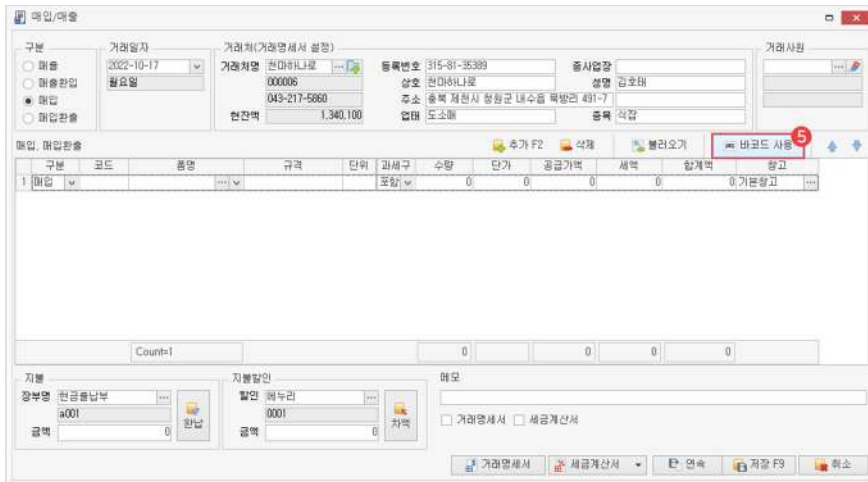 매입/매출
구분
거래일자
거래처(거래명세서 설정)
거래사원
매출
2022-10-17
거래처명 천마하나로
등록번호 315-81-35389
종사업장
매출환입
월요일
000006
상호 천마하나로
성명 김호태
매입
043-217-5860
주소 충북 제천시 청원군 내수읍 묵방리 491-7
매입환출
현잔액 1,340,100
업태 도소매
종목 식잡
매입, 매입환출
추가 F2 삭제 불러오기 바코드 사용 5
구분 코드 품명 규격 단위 과세구 수량 단가 공급가액 세액 합계액 창고
1 매입 포함 0 0 0 0 0 기본창고
Count=1 0 0 0 0
지불
지불할인
메모
장부명 현금출납부
할인 에누리
a001
완납
0001
차액
거래명세서 세금계산서
금액 0
금액 0
거래명세서 세금계산서 연속 저장 F9 취소